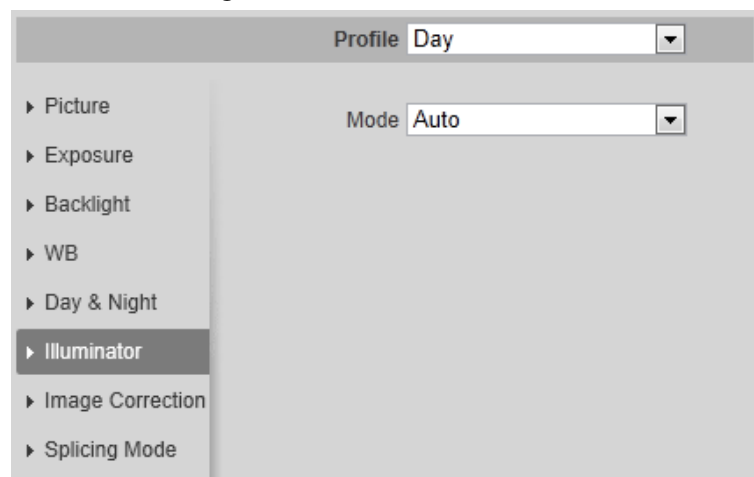 Profile Day
Picture
Mode Auto
Exposure
Backlight
WB
Day & Night
Illuminator
Image Correction
Splicing Mode